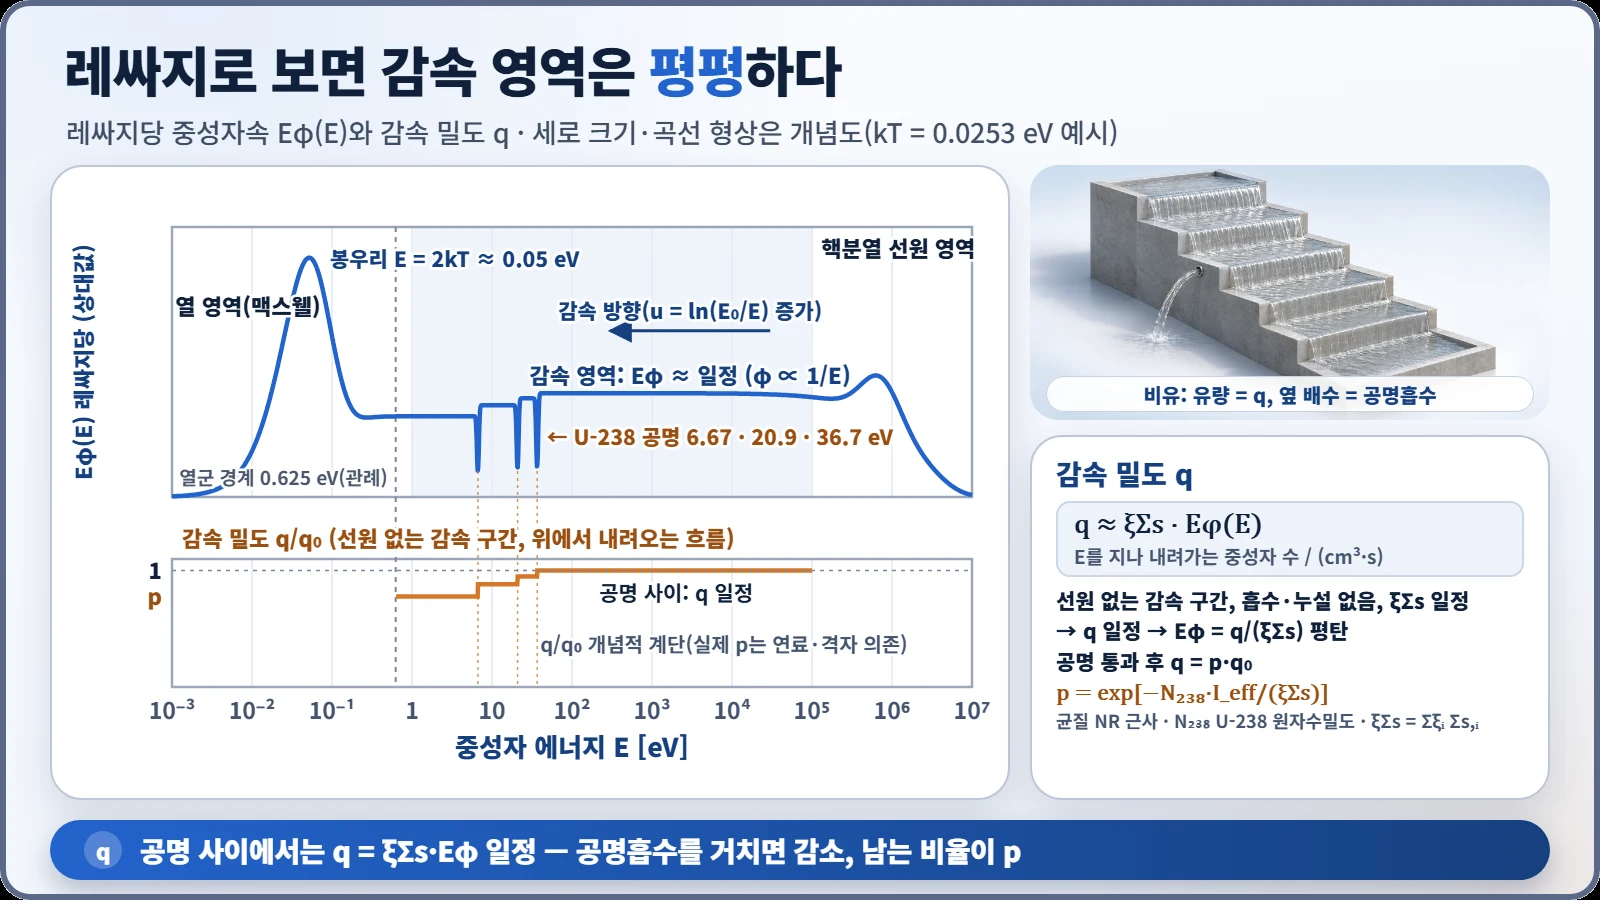 레싸지로 보면 감속 영역은 평평하다
레싸지당 중성자속 Eϕ(E)와 감속 밀도 q · 세로 크기·곡선 형상은 개념도(kT = 0.0253 eV 예시)
Eϕ(E) 레싸지당 (상대값)
핵분열 선원 영역
봉우리 E = 2kT ≈ 0.05 eV
열 영역(맥스웰)
감속 방향(u = ln(E₀/E) 증가)
감속 영역: Eϕ ≈ 일정 (ϕ ∝ 1/E)
← U-238 공명 6.67 · 20.9 · 36.7 eV
열군 경계 0.625 eV(관례)
감속 밀도 q/q₀ (선원 없는 감속 구간, 위에서 내려오는 흐름)
1
p
공명 사이: q 일정
q/q₀ 개념적 계단(실제 p는 연료·격자 의존)
10⁻³ 10⁻² 10⁻¹ 1 10 10² 10³ 10⁴ 10⁵ 10⁶ 10⁷
중성자 에너지 E [eV]
비유: 유량 = q, 옆 배수 = 공명흡수
감속 밀도 q
q ≈ ξΣs · Eφ(E)
E를 지나 내려가는 중성자 수 / (cm³·s)
선원 없는 감속 구간, 흡수·누설 없음, ξΣs 일정
→ q 일정 → Eϕ = q/(ξΣs) 평탄
공명 통과 후 q = p·q₀
p = exp[−N₂₃₈·I_eff/(ξΣs)]
균질 NR 근사 · N₂₃₈ U-238 원자수밀도 · ξΣs = Σξᵢ Σs,ᵢ
q 공명 사이에서는 q = ξΣs·Eϕ 일정 — 공명흡수를 거치면 감소, 남는 비율이 p